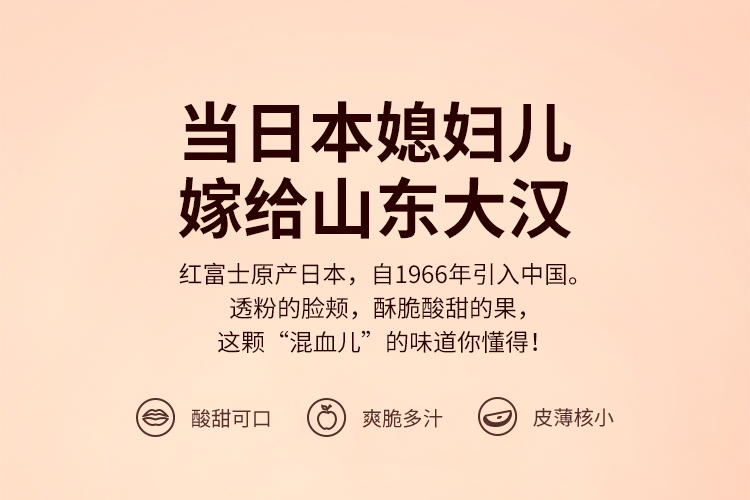 当日本媳妇儿
嫁给山东大汉
红富士原产日本，自1966年引入中国。
透粉的脸颊，酥脆酸甜的果，
这颗“混血儿”的味道你懂得！
酸甜可口
爽脆多汁
皮薄核小